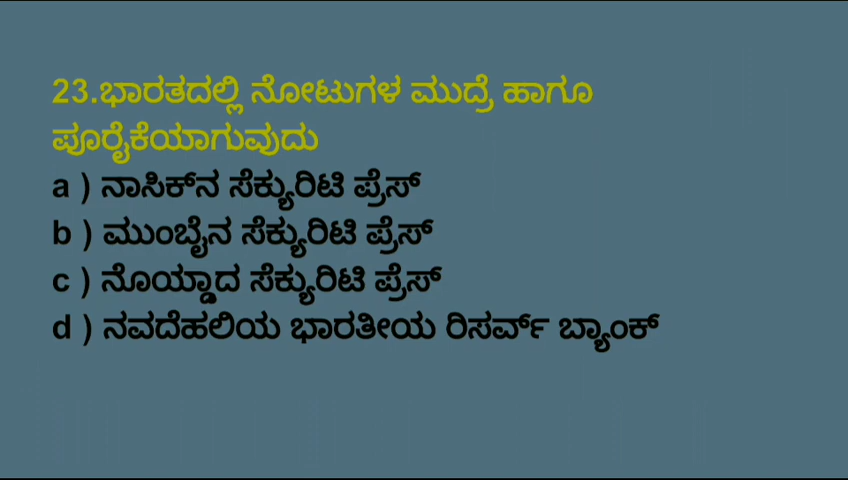 23.ಭಾರತದಲ್ಲಿ ನೋಟುಗಳ ಮುದ್ರೆ ಹಾಗೂ
ಪೂರೈಕೆಯಾಗುವುದು
a ) ನಾಸಿಕ್‌ನ ಸೆಕ್ಯುರಿಟಿ ಪ್ರೆಸ್
b ) ಮುಂಬೈನ ಸೆಕ್ಯುರಿಟಿ ಪ್ರೆಸ್
c ) ನೊಯ್ಡಾದ ಸೆಕ್ಯುರಿಟಿ ಪ್ರೆಸ್
d ) ನವದೆಹಲಿಯ ಭಾರತೀಯ ರಿಸರ್ವ್ ಬ್ಯಾಂಕ್